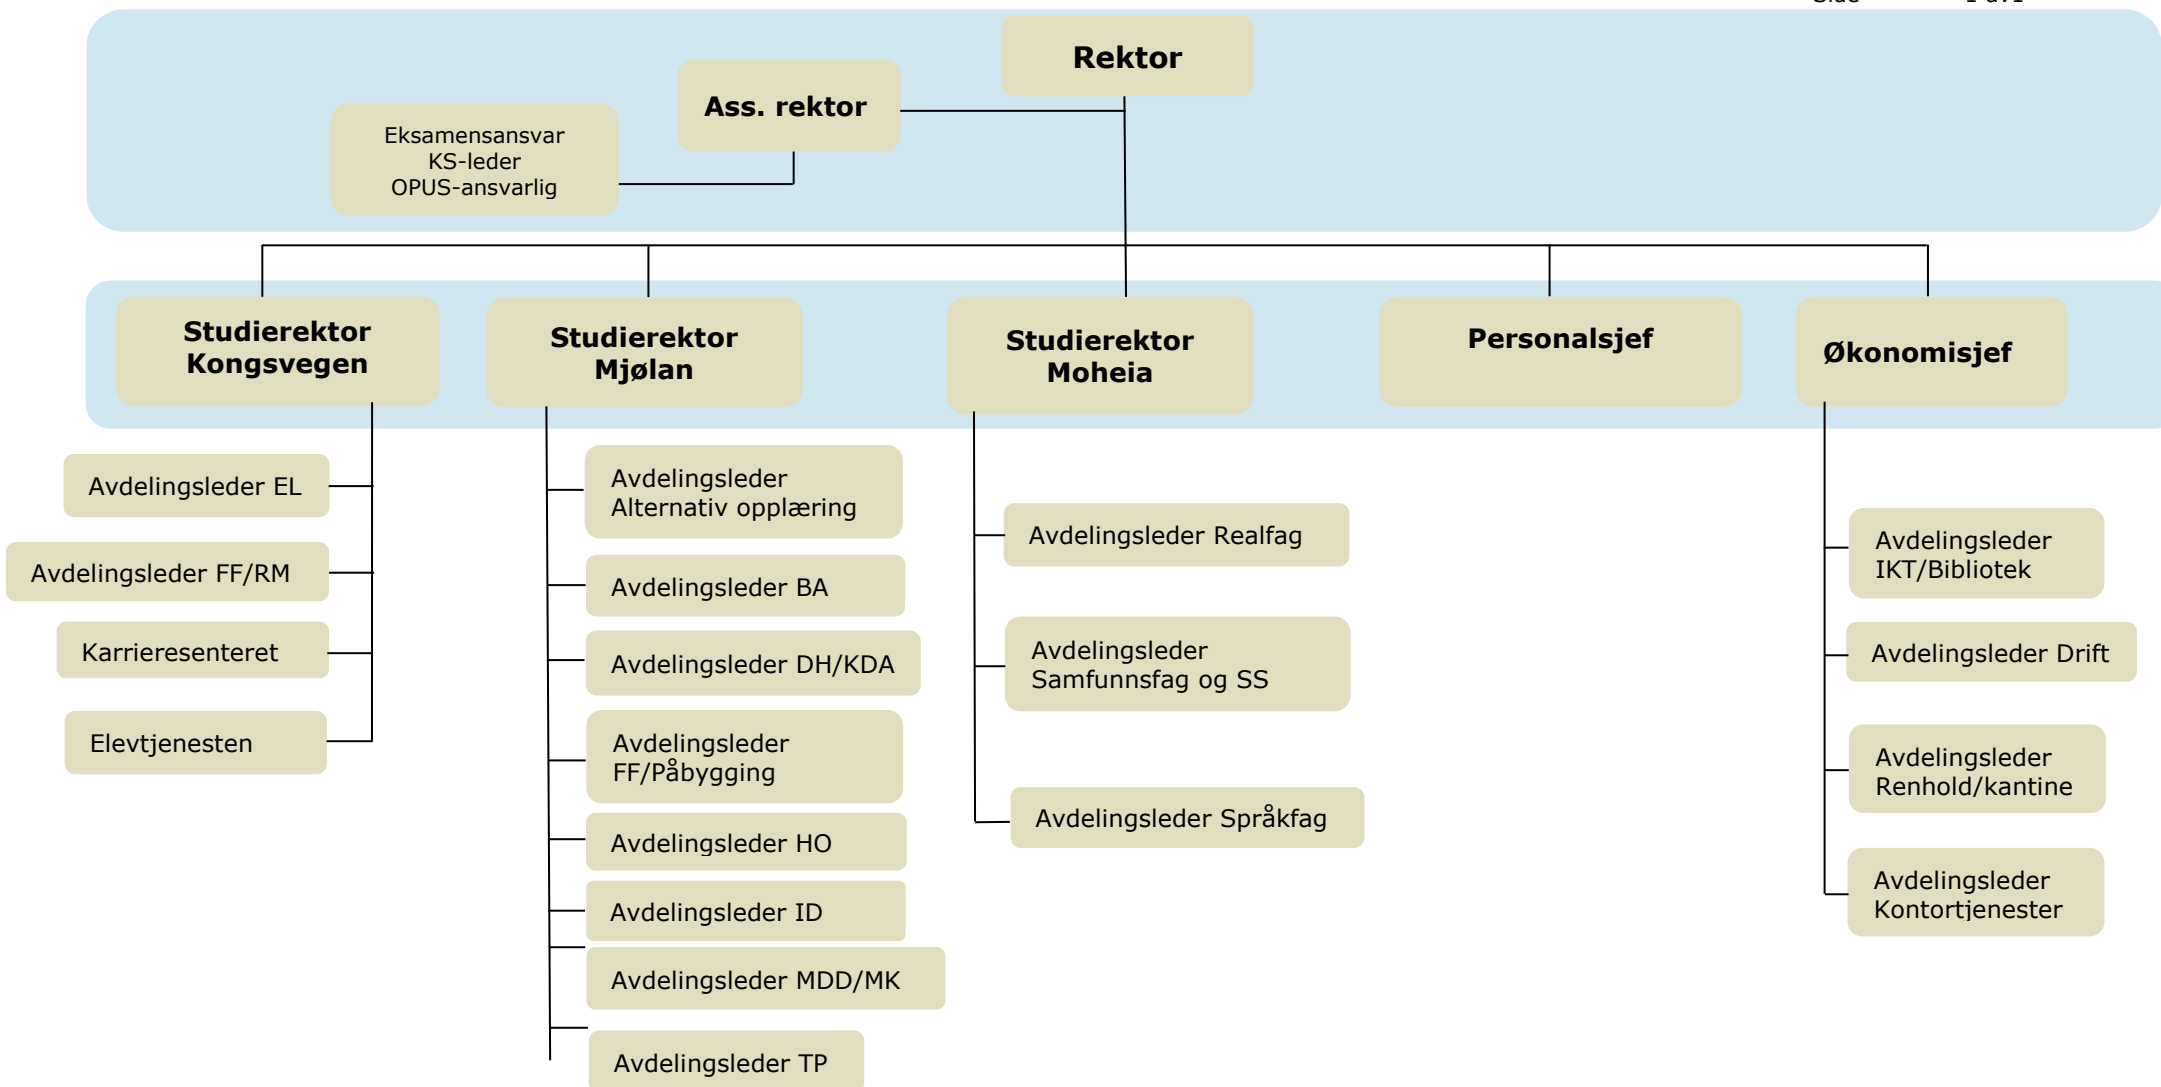 Side 1 av1
Rektor
Ass. rektor
Eksamensansvar
KS-leder
OPUS-ansvarlig
Studierektor
Kongsvegen
Studierektor
Mjølan
Studierektor
Moheia
Personalsjef
Økonomisjef
Avdelingsleder EL
Avdelingsleder FF/RM
Karrieresenteret
Elevtjenesten
Avdelingsleder
Alternativ opplæring
Avdelingsleder BA
Avdelingsleder DH/KDA
Avdelingsleder
FF/Påbygging
Avdelingsleder HO
Avdelingsleder ID
Avdelingsleder MDD/MK
Avdelingsleder TP
Avdelingsleder Realfag
Avdelingsleder
Samfunnsfag og SS
Avdelingsleder Språkfag
Avdelingsleder
IKT/Bibliotek
Avdelingsleder Drift
Avdelingsleder
Renhold/kantine
Avdelingsleder
Kontortjenester